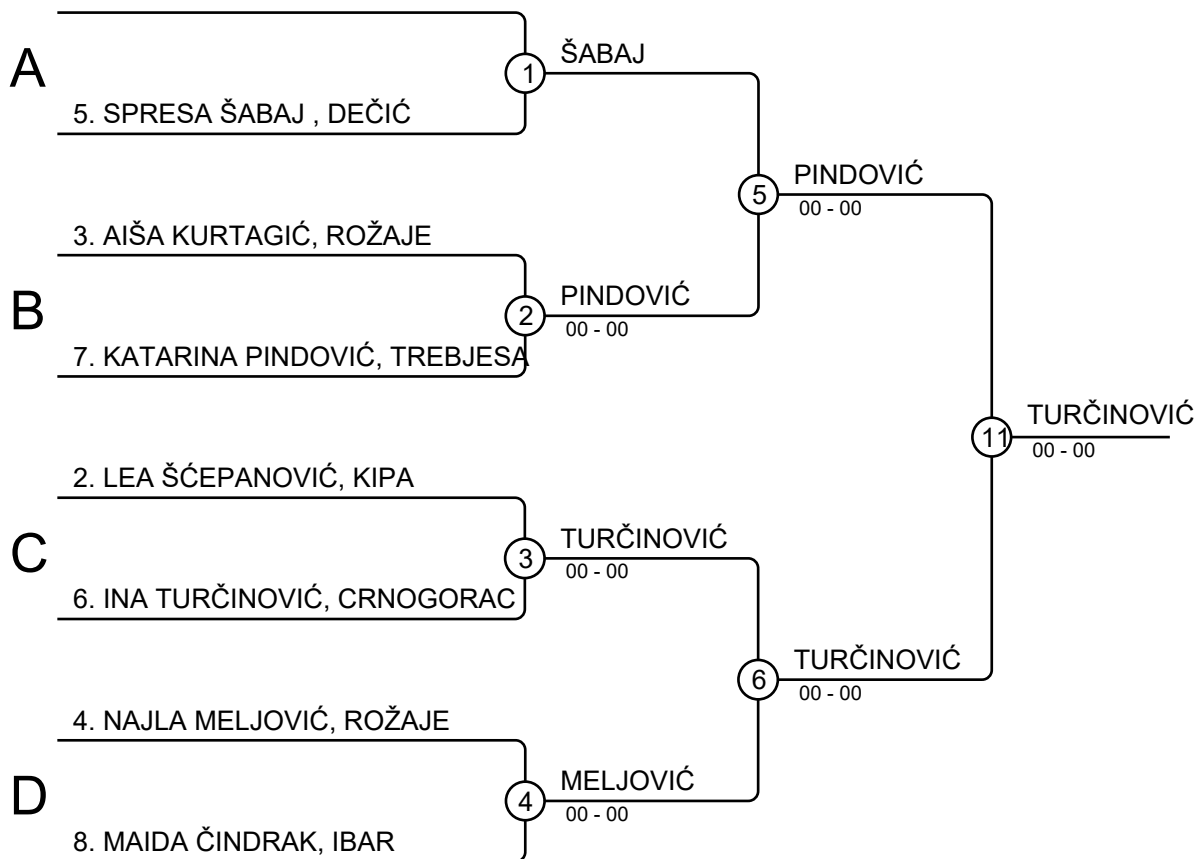 A
1
ŠABAJ
5. SPRESA ŠABAJ , DEČIĆ
5
PINDOVIĆ
00 - 00
3. AIŠA KURTAGIĆ, ROŽAJE
B
2
PINDOVIĆ
00 - 00
7. KATARINA PINDOVIĆ, TREBJESA
11
TURČINOVIĆ
00 - 00
2. LEA ŠĆEPANOVIĆ, KIPA
C
3
TURČINOVIĆ
00 - 00
6. INA TURČINOVIĆ, CRNOGORAC
6
TURČINOVIĆ
00 - 00
4. NAJLA MELJOVIĆ, ROŽAJE
D
4
MELJOVIĆ
00 - 00
8. MAIDA ČINDRAK, IBAR